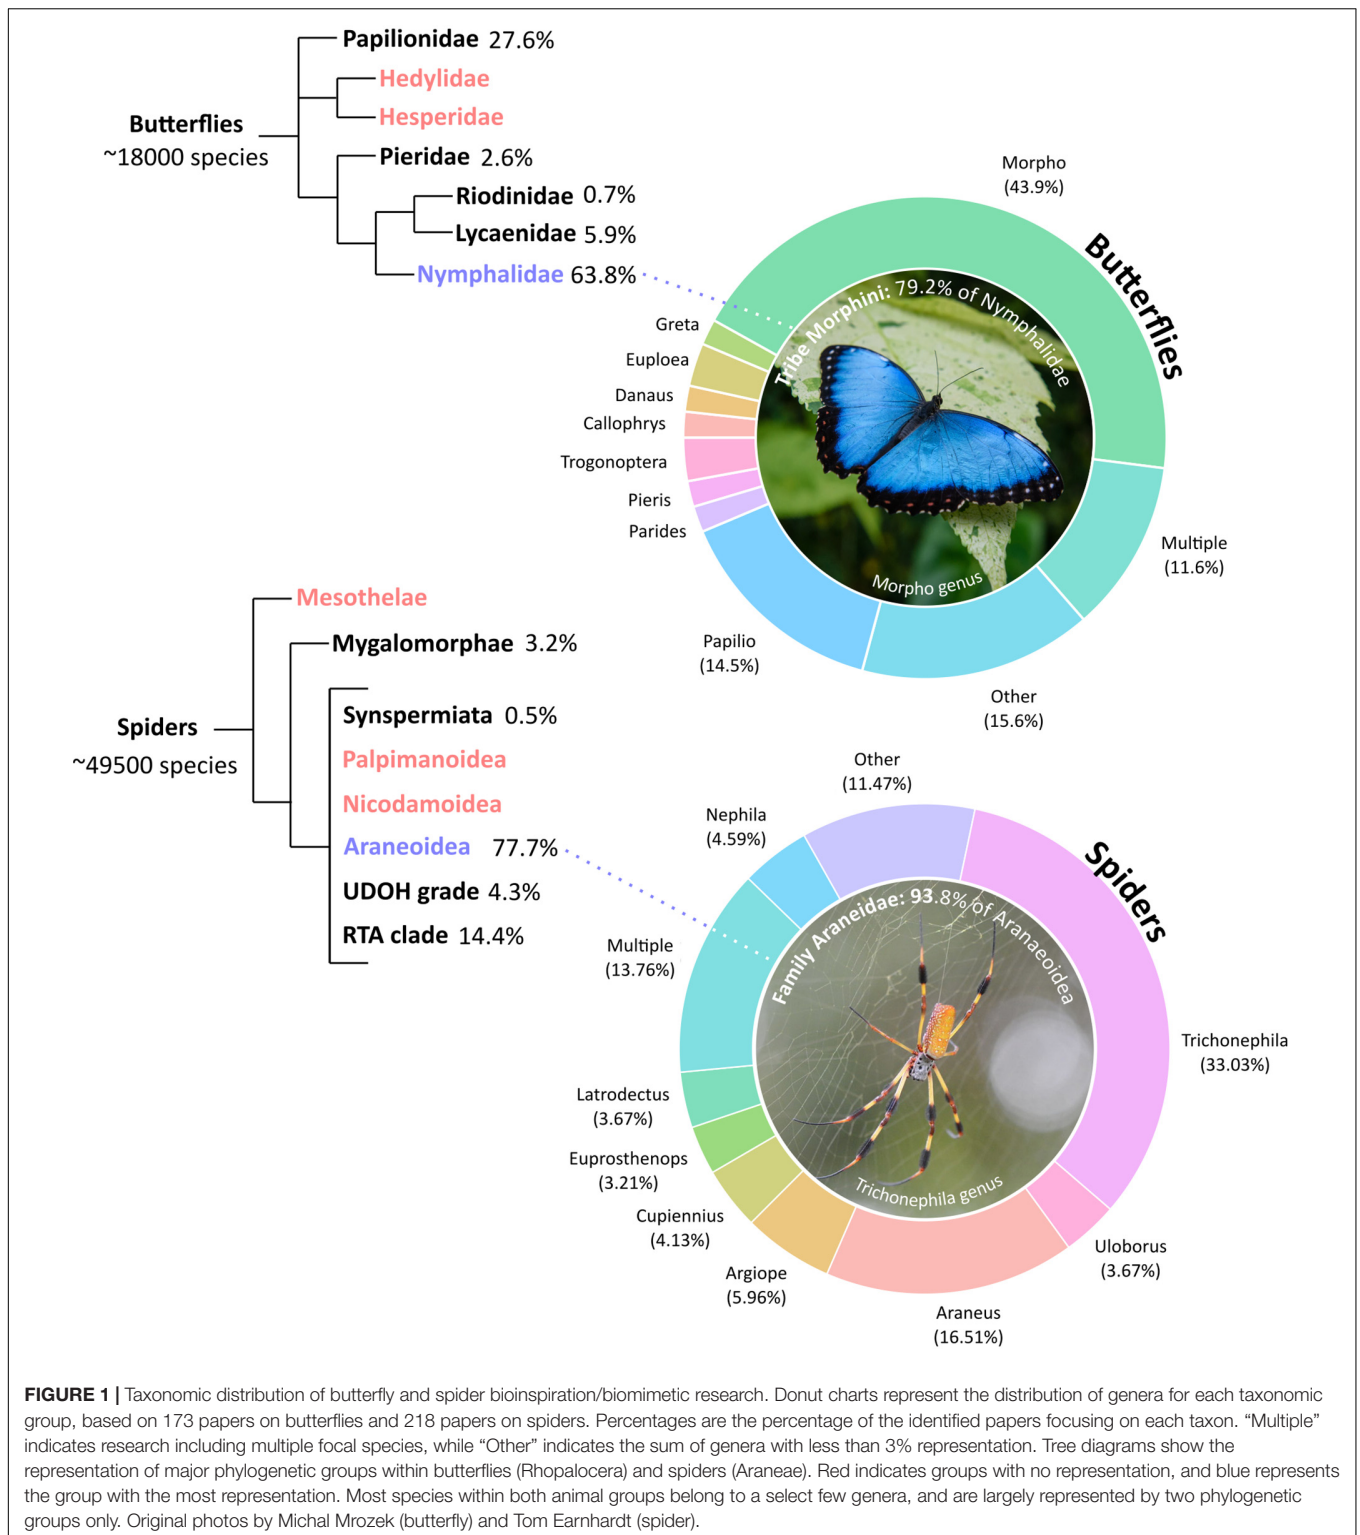 Papilionidae 27.6%
Hedylidae
Hesperidae
Butterflies
~18000 species
Pieridae 2.6%
Riodinidae 0.7%
Lycaenidae 5.9%
Nymphalidae 63.8%
Morpho
(43.9%)
Butterflies
Tribe Morphini: 79.2% of Nymphalidae
Greta
Euploea
Danaus
Callophrys
Trogonoptera
Pieris
Parides
Morpho genus
Multiple
(11.6%)
Papilio
(14.5%)
Other
(15.6%)
Mesothelae
Mygalomorphae 3.2%
Spiders
~49500 species
Synspermiata 0.5%
Palpimanoidea
Nicodamoidea
Araneoidea 77.7%
UDOH grade 4.3%
RTA clade 14.4%
Other
(11.47%)
Nephila
(4.59%)
Spiders
Family Araneidae: 93.8% of Aranaeoidea
Multiple
(13.76%)
Trichonephila
(33.03%)
Latrodectus
(3.67%)
Euprosthenops
(3.21%)
Trichonephila genus
Cupiennius
(4.13%)
Uloborus
(3.67%)
Argiope
(5.96%)
Araneus
(16.51%)
FIGURE 1 | Taxonomic distribution of butterfly and spider bioinspiration/biomimetic research. Donut charts represent the distribution of genera for each taxonomic
group, based on 173 papers on butterflies and 218 papers on spiders. Percentages are the percentage of the identified papers focusing on each taxon. “Multiple”
indicates research including multiple focal species, while “Other” indicates the sum of genera with less than 3% representation. Tree diagrams show the
representation of major phylogenetic groups within butterflies (Rhopalocera) and spiders (Araneae). Red indicates groups with no representation, and blue represents
the group with the most representation. Most species within both animal groups belong to a select few genera, and are largely represented by two phylogenetic
groups only. Original photos by Michal Mrozek (butterfly) and Tom Earnhardt (spider).